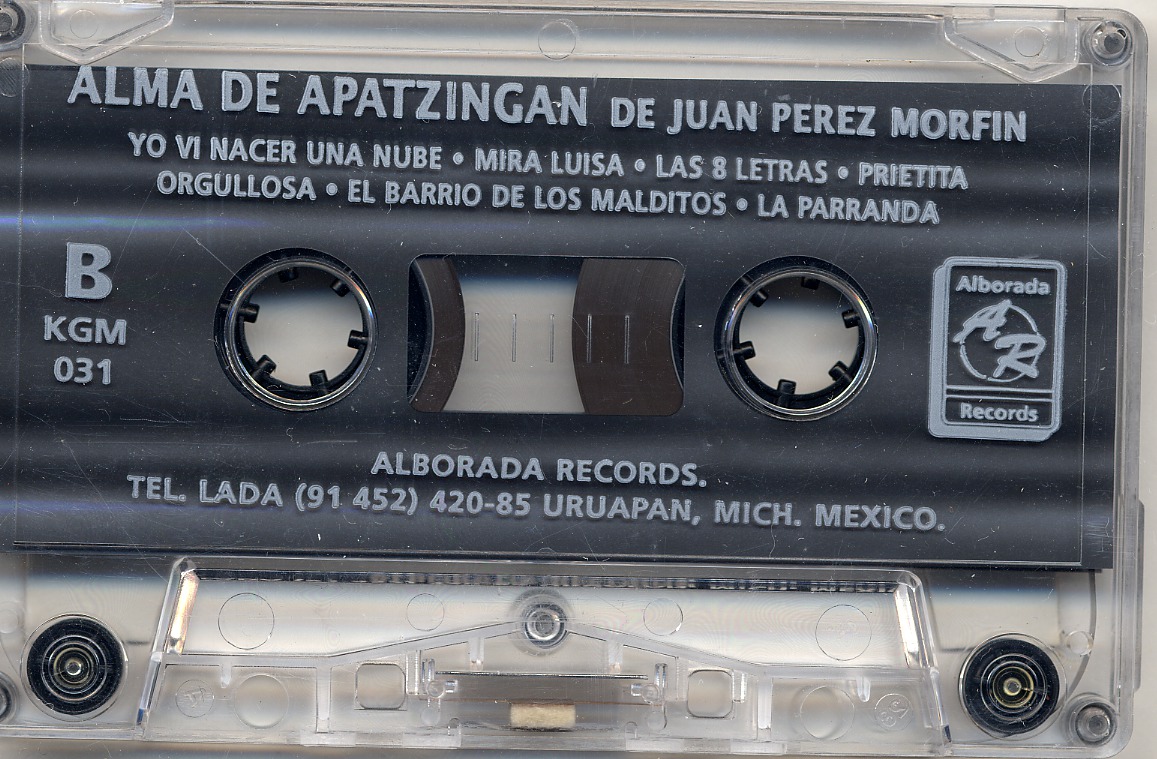 ALMA DE APATZINGAN DE JUAN PEREZ MORFIN
YO VI NACER UNA NUBE • MIRA LUISA • LAS 8 LETRAS • PRIETITA
ORGULLOSA • EL BARRIO DE LOS MALDITOS • LA PARRANDA
B
KGM
031
Alborada
AR
Records
ALBORADA RECORDS.
TEL. LADA (91 452) 420-85 URUAPAN, MICH. MEXICO.